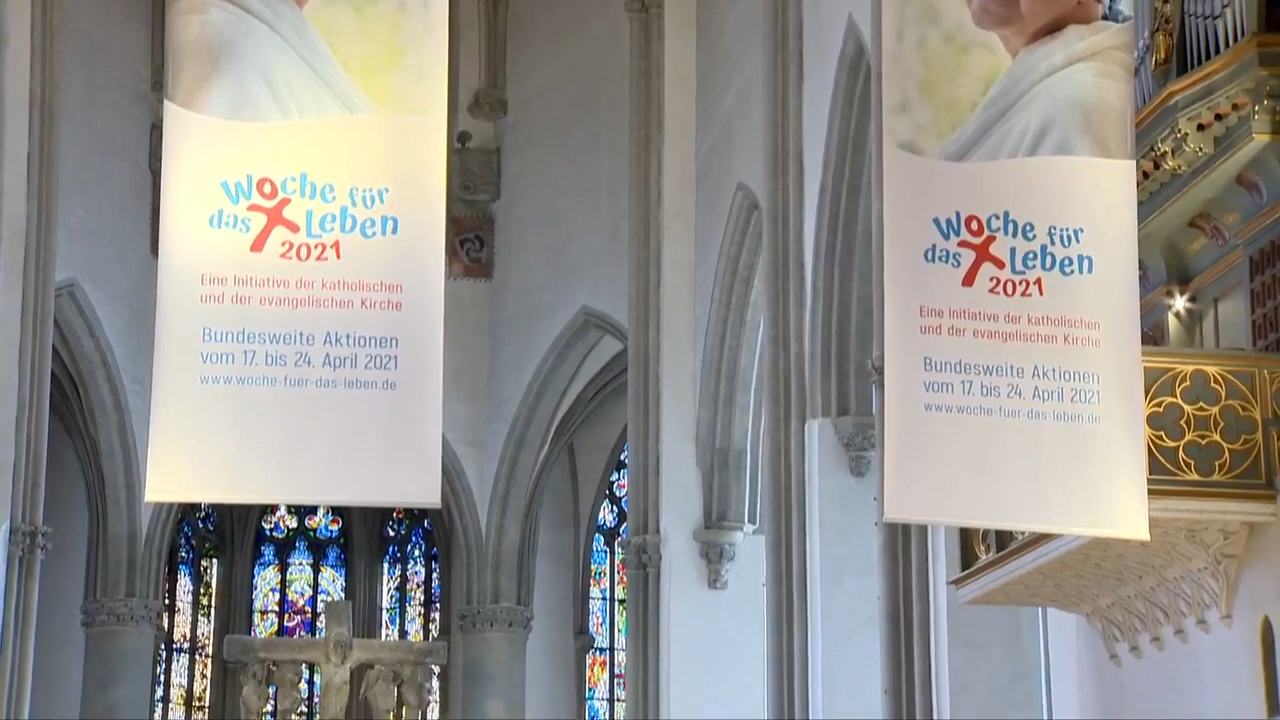 Woche für
das Leben
2021
Eine Initiative der katholischen
und der evangelischen Kirche
Bundesweite Aktionen
vom 17. bis 24. April 2021
www.woche-fuer-das-leben.de
Woche für
das Leben
2021
Eine Initiative der katholischen
und der evangelischen Kirche
Bundesweite Aktionen
vom 17. bis 24. April 2021
www.woche-fuer-das-leben.de